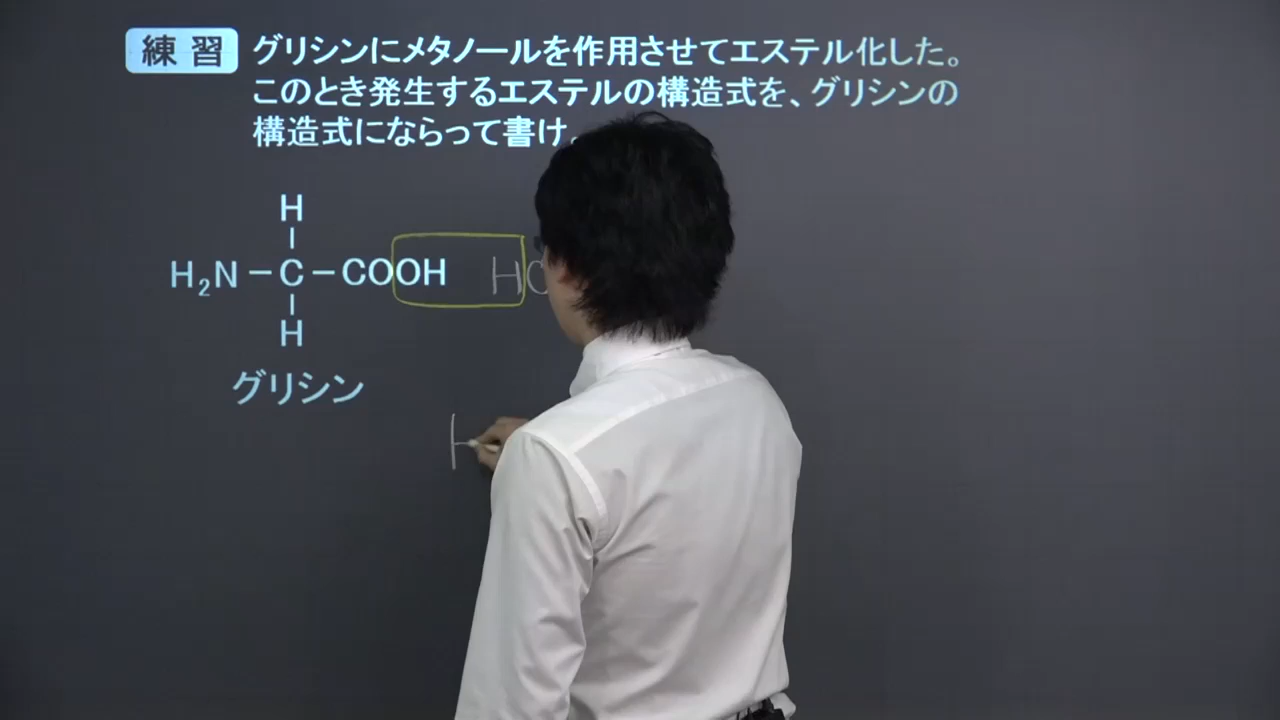 練習 グリシンにメタノールを作用させてエステル化した。
このとき発生するエステルの構造式を、グリシンの
構造式にならって書け。
H
H₂N－C－COOH H
H
グリシン